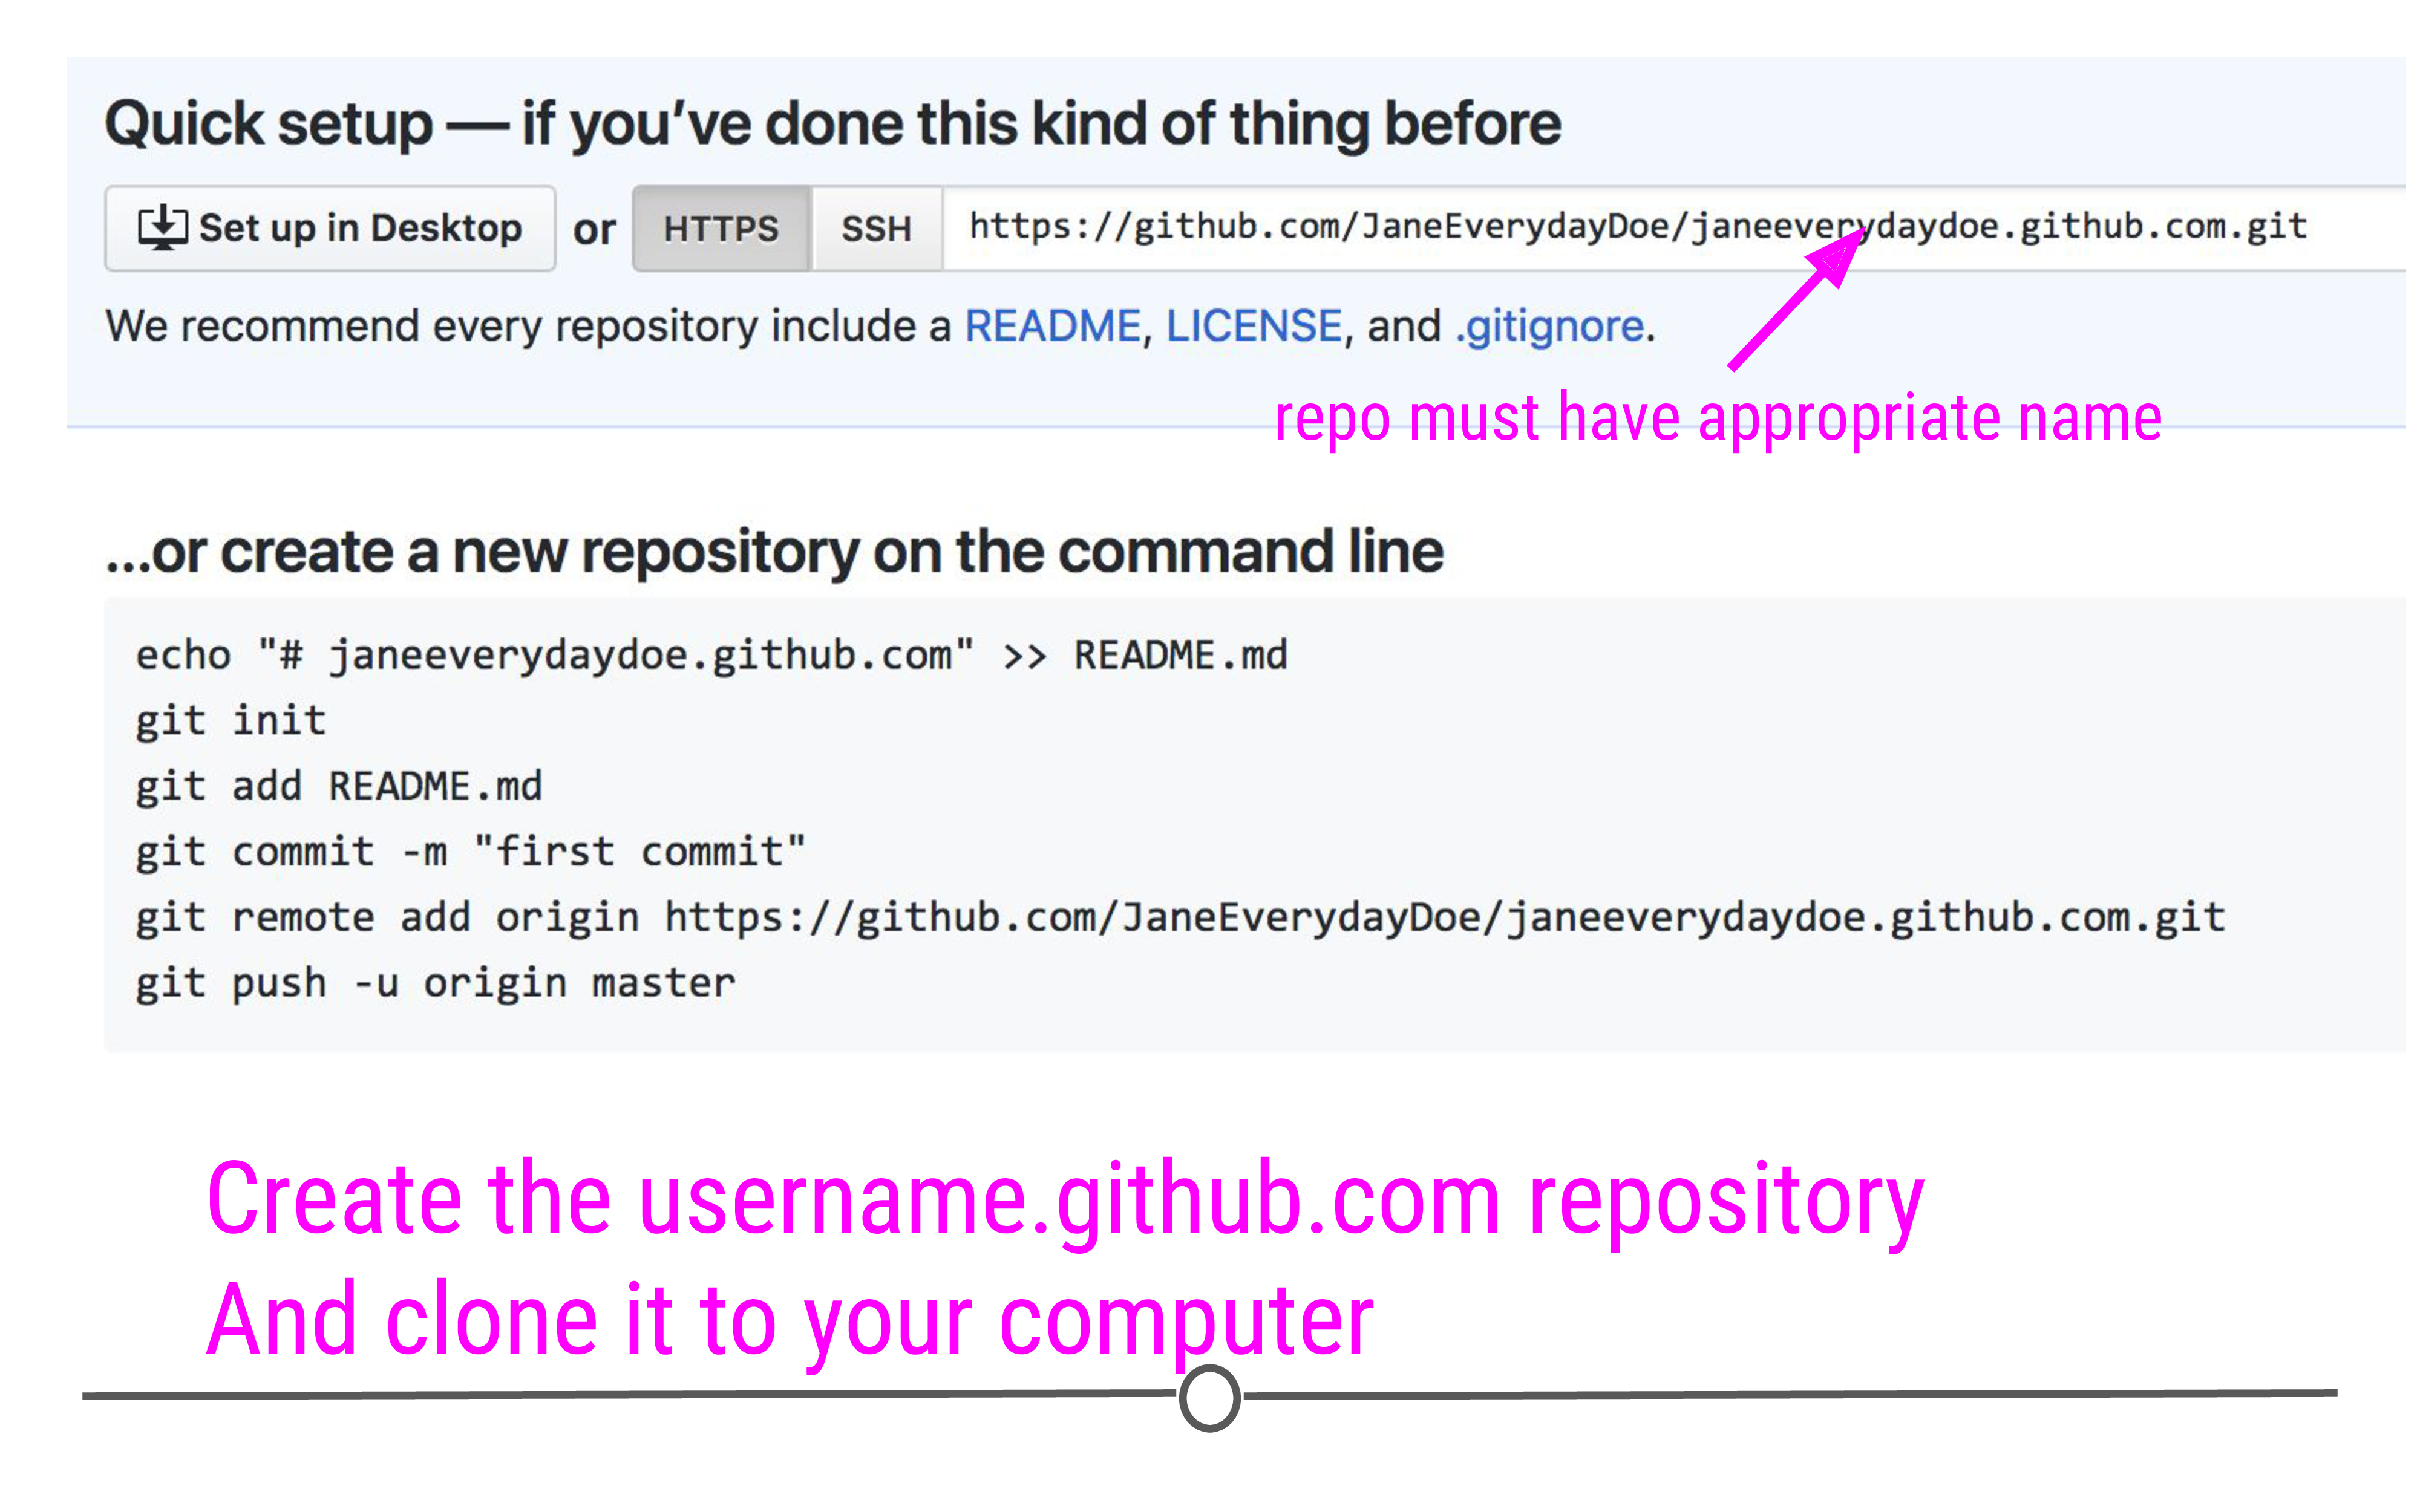 Quick setup — if you've done this kind of thing before
Set up in Desktop or HTTPS SSH https://github.com/JaneEverydayDoe/janeeverydaydoe.github.com.git
We recommend every repository include a README, LICENSE, and .gitignore.
repo must have appropriate name
...or create a new repository on the command line
echo "# janeeverydaydoe.github.com" >> README.md
git init
git add README.md
git commit -m "first commit"
git remote add origin https://github.com/JaneEverydayDoe/janeeverydaydoe.github.com.git
git push -u origin master
Create the username.github.com repository
And clone it to your computer